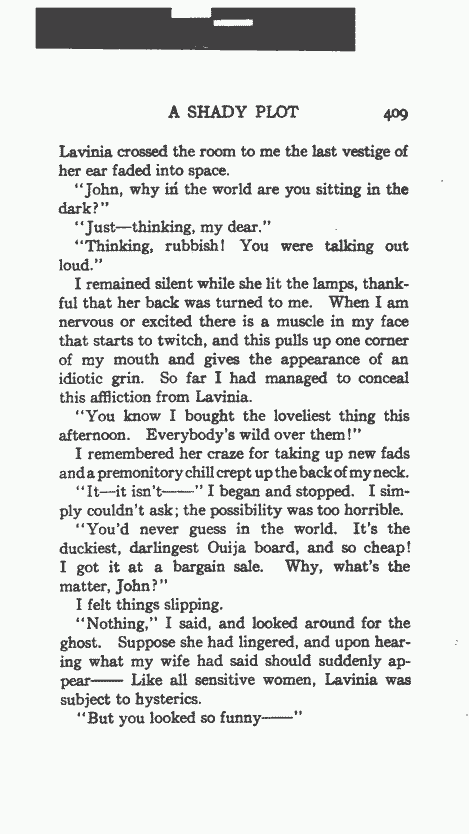 A SHADY PLOT 409
Lavinia crossed the room to me the last vestige of
her ear faded into space.
"John, why in the world are you sitting in the
dark?"
"Just—thinking, my dear."
"Thinking, rubbish! You were talking out
loud."
I remained silent while she lit the lamps, thank-
ful that her back was turned to me. When I am
nervous or excited there is a muscle in my face
that starts to twitch, and this pulls up one corner
of my mouth and gives the appearance of an
idiotic grin. So far I had managed to conceal
this affliction from Lavinia.
"You know I bought the loveliest thing this
afternoon. Everybody's wild over them!"
I remembered her craze for taking up new fads
and a premonitory chill crept up the back of my neck.
"It—it isn't——" I began and stopped. I sim-
ply couldn't ask; the possibility was too horrible.
"You'd never guess in the world. It's the
duckiest, darlingest Ouija board, and so cheap!
I got it at a bargain sale. Why, what's the
matter, John?"
I felt things slipping.
"Nothing," I said, and looked around for the
ghost. Suppose she had lingered, and upon hear-
ing what my wife had said should suddenly ap-
pear—— Like all sensitive women, Lavinia was
subject to hysterics.
"But you looked so funny——"